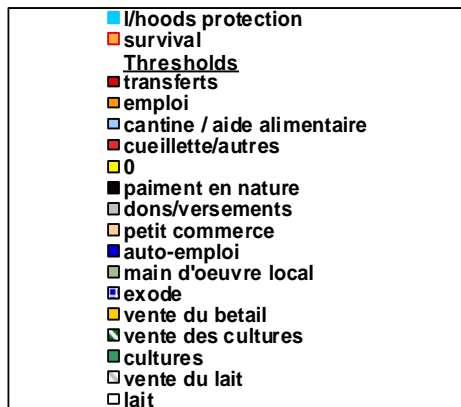 l/hoods protection
survival
Thresholds
transferts
emploi
cantine / aide alimentaire
cueillette/autres
0
paiment en nature
dons/versements
petit commerce
auto-emploi
main d'oeuvre local
exode
vente du betail
vente des cultures
cultures
vente du lait
lait